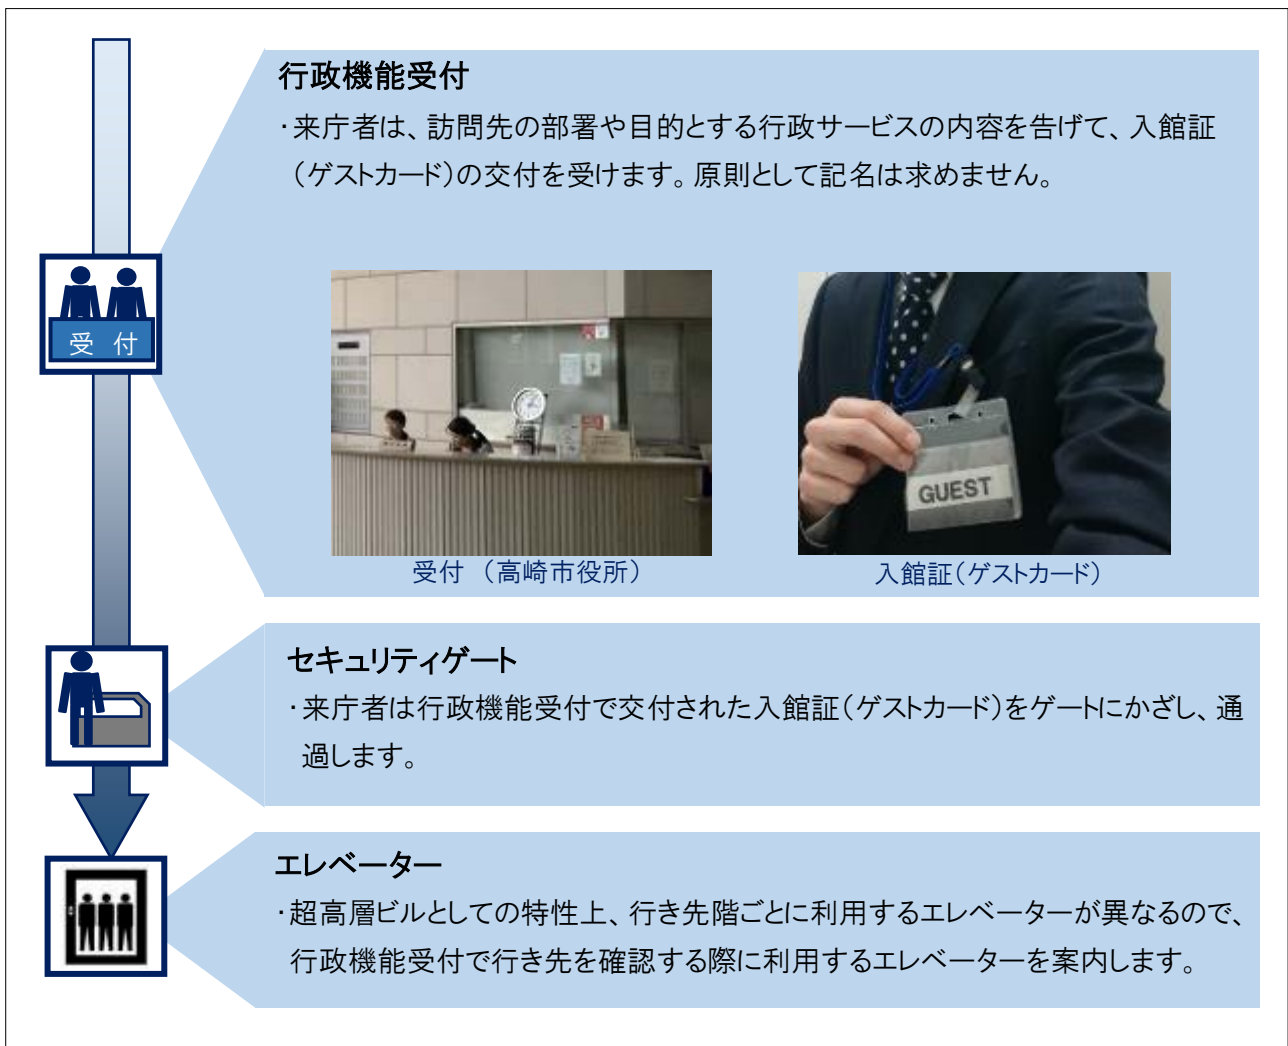 行政機能受付
・来庁者は、訪問先の部署や目的とする行政サービスの内容を告げて、入館証
（ゲストカード）の交付を受けます。原則として記名は求めません。
受 付
GUEST
受付 （高崎市役所）
入館証（ゲストカード）
セキュリティゲート
・来庁者は行政機能受付で交付された入館証（ゲストカード）をゲートにかざし、通
過します。
エレベーター
・超高層ビルとしての特性上、行き先階ごとに利用するエレベーターが異なるので、
行政機能受付で行き先を確認する際に利用するエレベーターを案内します。